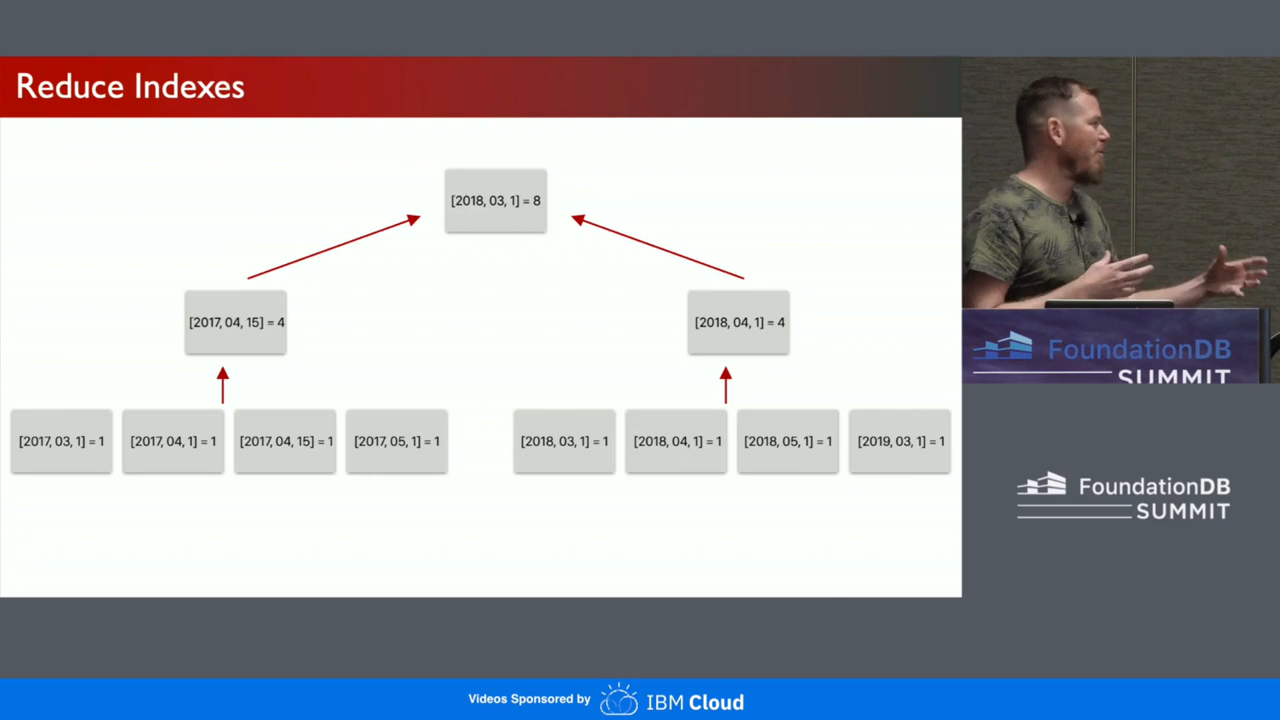 Reduce Indexes
[2018, 03, 1] = 8
[2017, 04, 15] = 4
[2018, 04, 1] = 4
[2017, 03, 1] = 1
[2017, 04, 1] = 1
[2017, 04, 15] = 1
[2017, 05, 1] = 1
[2018, 03, 1] = 1
[2018, 04, 1] = 1
[2018, 05, 1] = 1
[2019, 03, 1] = 1
FoundationDB
SUMMIT
FoundationDB
SUMMIT
Videos Sponsored by IBM Cloud